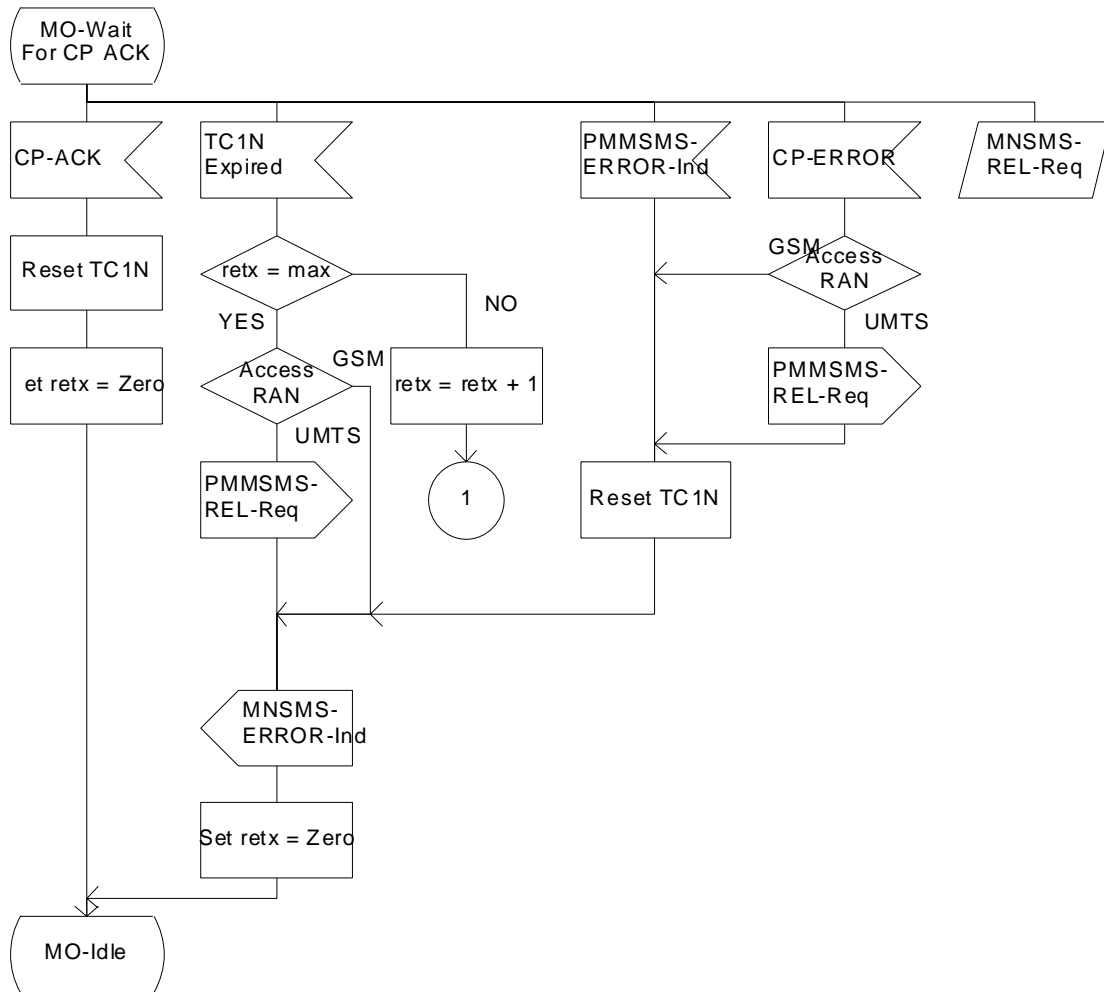 MO-Wait
For CP ACK
CP-ACK
TC1N
Expired
PMMSMS-
ERROR-Ind
CP-ERROR
MNSMS-
REL-Req
Reset TC1N
retx = max
GSM
Access
RAN
NO
YES
UMTS
et retx = Zero
Access
RAN
GSM
retx = retx + 1
PMMSMS-
REL-Req
UMTS
PMMSMS-
REL-Req
1
Reset TC1N
MNSMS-
ERROR-Ind
Set retx = Zero
MO-Idle